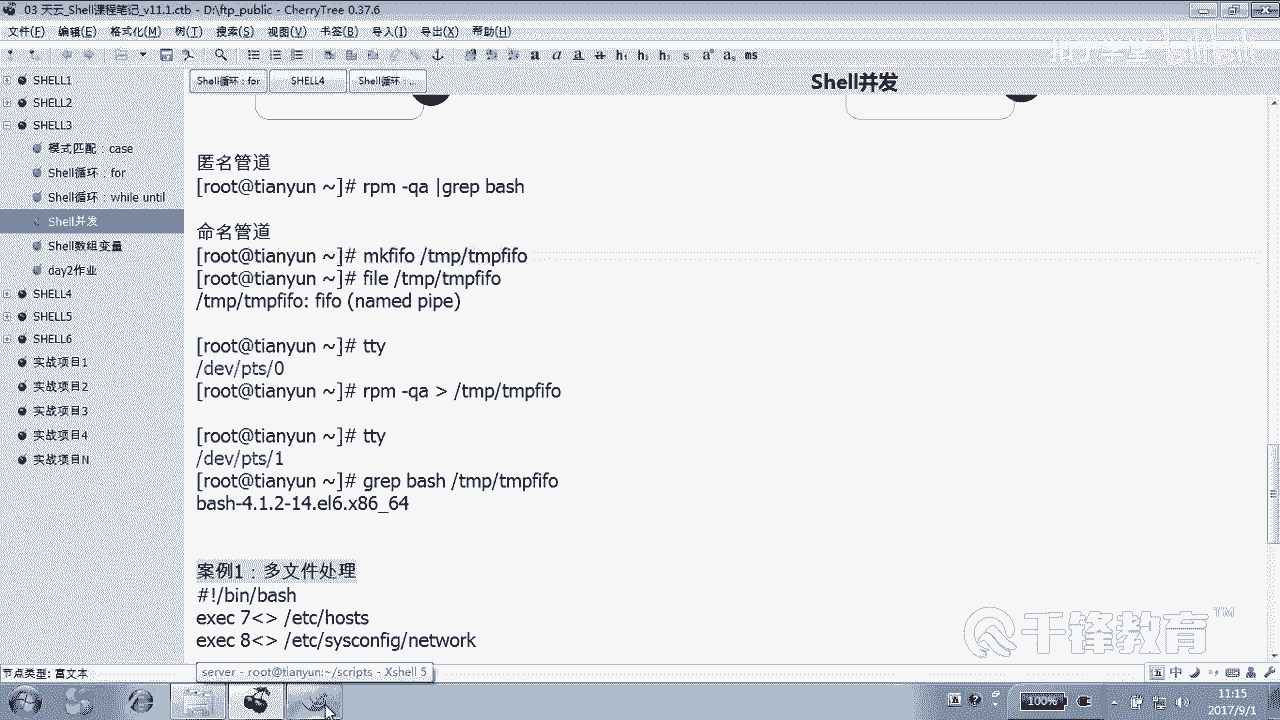 03 天云_Shell课程笔记_v11.1.ctb - D:\ftp_public - CherryTree 0.37.6
文件(F) 编辑(E) 格式化(M) 树(T) 搜索(S) 视图(V) 书签(B) 导入(I) 导出(X) 帮助(H)
a a a a h₁ h₂ h₃ s aª aₐ ms
SHELL1
SHELL2
SHELL3
模式匹配：case
Shell循环：for
Shell循环：while until
Shell并发
Shell数组变量
day2作业
SHELL4
SHELL5
SHELL6
实战项目1
实战项目2
实战项目3
实战项目4
实战项目N
Shell循环：for SHELL4 Shell循环：...
Shell并发
匿名管道
[root@tianyun ~]# rpm -qa |grep bash
命名管道
[root@tianyun ~]# mkfifo /tmp/tmpfifo
[root@tianyun ~]# file /tmp/tmpfifo
/tmp/tmpfifo: fifo (named pipe)
[root@tianyun ~]# tty
/dev/pts/0
[root@tianyun ~]# rpm -qa > /tmp/tmpfifo
[root@tianyun ~]# tty
/dev/pts/1
[root@tianyun ~]# grep bash /tmp/tmpfifo
bash-4.1.2-14.el6.x86_64
案例1：多文件处理
#!/bin/bash
exec 7<> /etc/hosts
exec 8<> /etc/sysconfig/network
千锋教育™
节点类型: 富文本
server - root@tianyun:~/scripts - Xshell 5
中
100%
11:15
2017/9/1